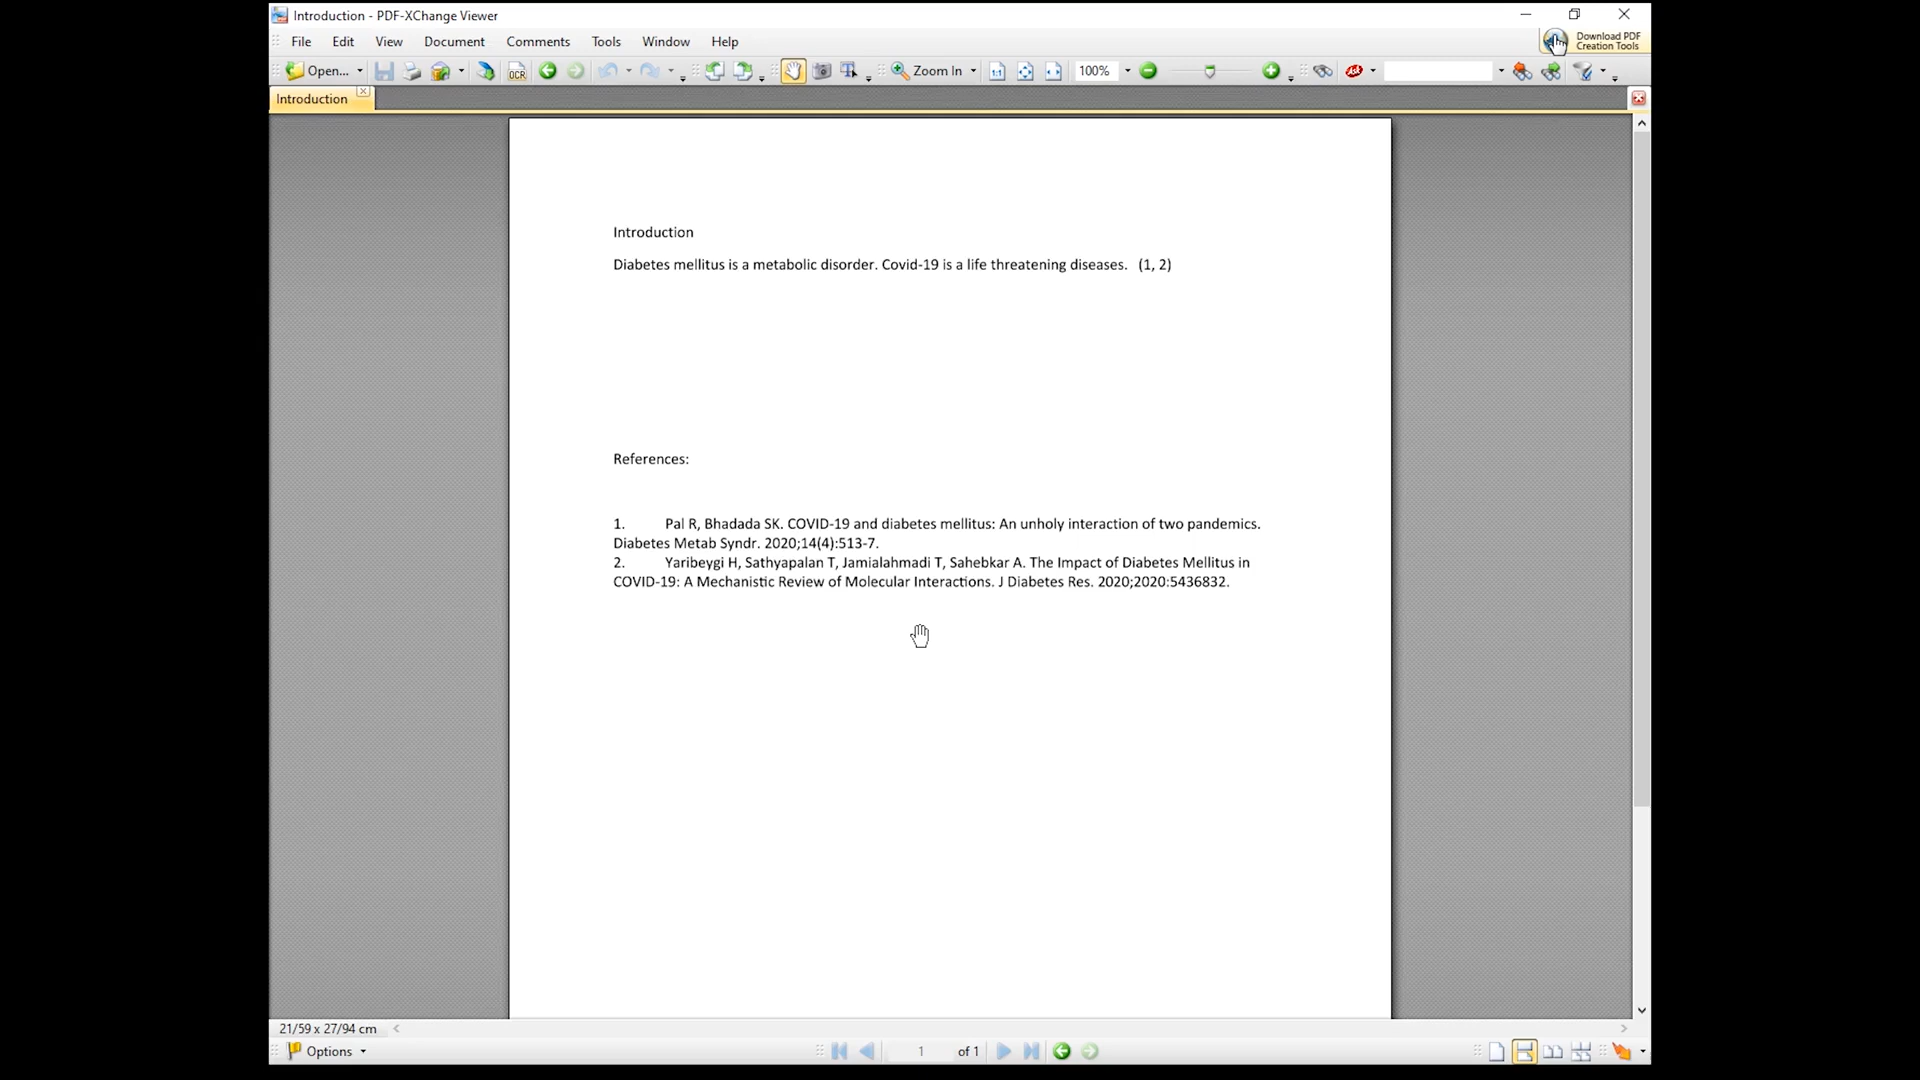 Introduction - PDF-XChange Viewer
File Edit View Document Comments Tools Window Help
Download PDF
Creation Tools
Open... OCR Zoom In 1:1 100% Ask
Introduction
Introduction
Diabetes mellitus is a metabolic disorder. Covid-19 is a life threatening diseases. (1, 2)
References:
1. Pal R, Bhadada SK. COVID-19 and diabetes mellitus: An unholy interaction of two pandemics.
Diabetes Metab Syndr. 2020;14(4):513-7.
2. Yaribeygi H, Sathyapalan T, Jamialahmadi T, Sahebkar A. The Impact of Diabetes Mellitus in
COVID-19: A Mechanistic Review of Molecular Interactions. J Diabetes Res. 2020;2020:5436832.
21/59 x 27/94 cm
Options 1 of 1